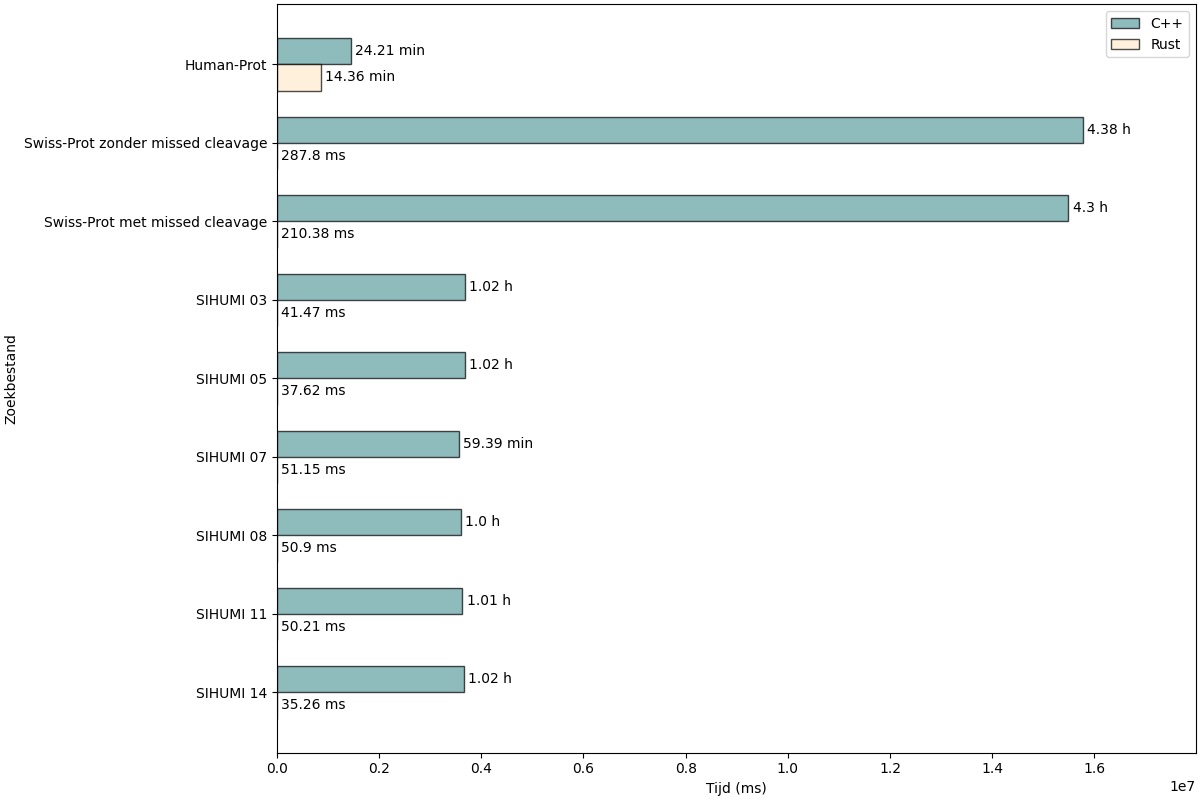 C++
Rust
Human-Prot
24.21 min
14.36 min
Swiss-Prot zonder missed cleavage
4.38 h
287.8 ms
Swiss-Prot met missed cleavage
4.3 h
210.38 ms
SIHUMI 03
1.02 h
41.47 ms
SIHUMI 05
1.02 h
37.62 ms
SIHUMI 07
59.39 min
51.15 ms
SIHUMI 08
1.0 h
50.9 ms
SIHUMI 11
1.01 h
50.21 ms
SIHUMI 14
1.02 h
35.26 ms
Zoekbestand
0.0 0.2 0.4 0.6 0.8 1.0 1.2 1.4 1.6
1e7
Tijd (ms)